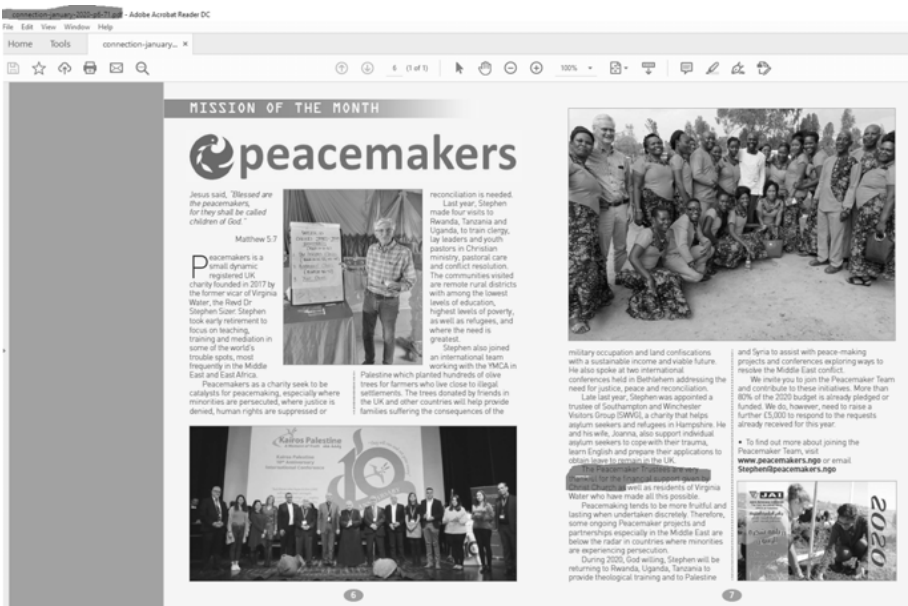 connection-january-2020-p6-71.pdf - Adobe Acrobat Reader DC
File Edit View Window Help
Home Tools connection-january... ×
6 (1 of 1) 100%
MISSION OF THE MONTH
peacemakers
Jesus said, "Blessed are
the peacemakers,
for they shall be called
children of God."
Matthew 5:7
Peacemakers is a
small dynamic
registered UK
charity founded in 2017 by
the former vicar of Virginia
Water, the Revd Dr
Stephen Sizer. Stephen
took early retirement to
focus on teaching,
training and mediation in
some of the world's
trouble spots, most
frequently in the Middle
East and East Africa.
Peacemakers as a charity seek to be
catalysts for peacemaking, especially where
minorities are persecuted, where justice is
denied, human rights are suppressed or
reconciliation is needed.
Last year, Stephen
made four visits to
Rwanda, Tanzania and
Uganda, to train clergy,
lay leaders and youth
pastors in Christian
ministry, pastoral care
and conflict resolution.
The communities visited
are remote rural districts
with among the lowest
levels of education,
highest levels of poverty,
as well as refugees, and
where the need is
greatest.
Stephen also joined
an international team
working with the YMCA in
Palestine which planted hundreds of olive
trees for farmers who live close to illegal
settlements. The trees donated by friends in
the UK and other countries will help provide
families suffering the consequences of the
Kairos Palestine
Kairos Palestine
10th Anniversary
International Conference
6
military occupation and land confiscations
with a sustainable income and viable future.
He also spoke at two international
conferences held in Bethlehem addressing the
need for justice, peace and reconciliation.
Late last year, Stephen was appointed a
trustee of Southampton and Winchester
Visitors Group (SWVG), a charity that helps
asylum seekers and refugees in Hampshire. He
and his wife, Joanna, also support individual
asylum seekers to cope with their trauma,
learn English and prepare their applications to
obtain leave to remain in the UK.
The Peacemaker Trustees are very
thankful for the financial support given by
Christ Church as well as residents of Virginia
Water who have made all this possible.
Peacemaking tends to be more fruitful and
lasting when undertaken discretely. Therefore,
some ongoing Peacemaker projects and
partnerships especially in the Middle East are
below the radar in countries where minorities
are experiencing persecution.
During 2020, God willing, Stephen will be
returning to Rwanda, Uganda, Tanzania to
provide theological training and to Palestine
and Syria to assist with peace-making
projects and conferences exploring ways to
resolve the Middle East conflict.
We invite you to join the Peacemaker Team
and contribute to these initiatives. More than
80% of the 2020 budget is already pledged or
funded. We do, however, need to raise a
further £5,000 to respond to the requests
already received for this year.
• To find out more about joining the
Peacemaker Team, visit
www.peacemakers.ngo or email
Stephen@peacemakers.ngo
JAI
2020
7